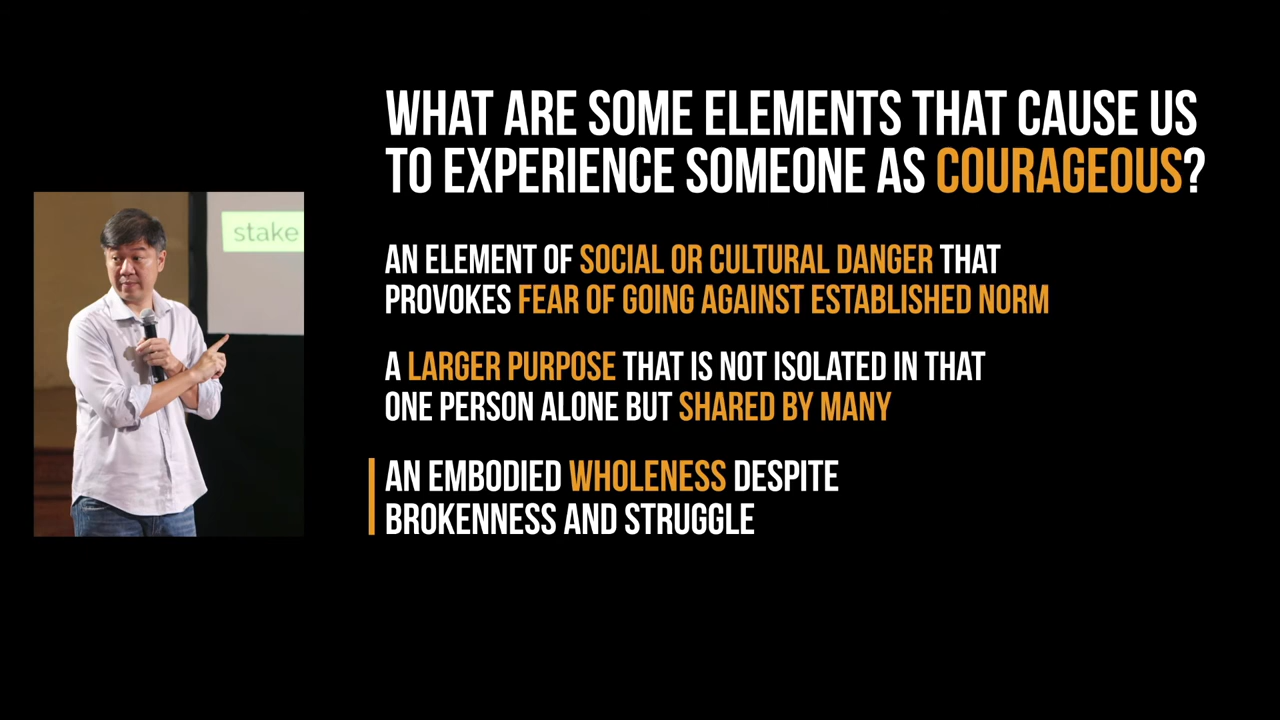 WHAT ARE SOME ELEMENTS THAT CAUSE US
TO EXPERIENCE SOMEONE AS COURAGEOUS?
stake
AN ELEMENT OF SOCIAL OR CULTURAL DANGER THAT
PROVOKES FEAR OF GOING AGAINST ESTABLISHED NORM
A LARGER PURPOSE THAT IS NOT ISOLATED IN THAT
ONE PERSON ALONE BUT SHARED BY MANY
AN EMBODIED WHOLENESS DESPITE
BROKENNESS AND STRUGGLE